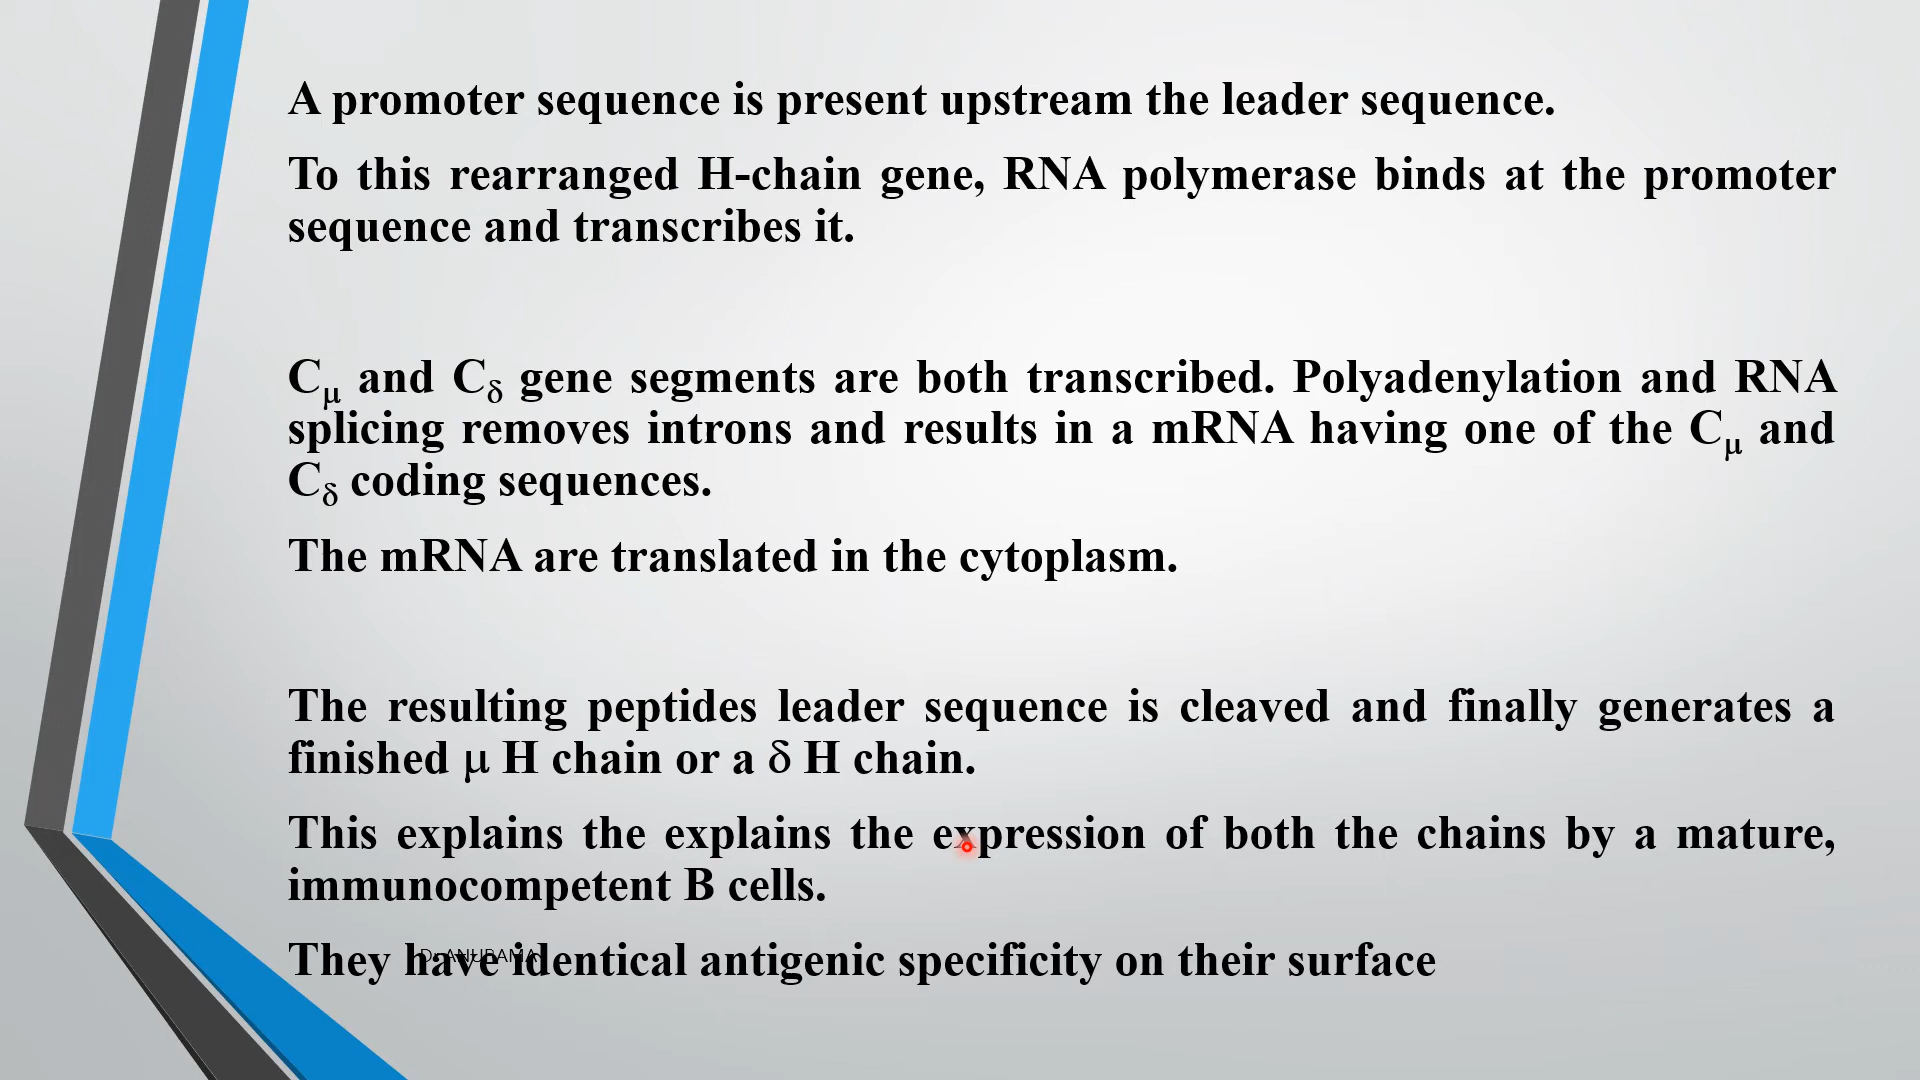 A promoter sequence is present upstream the leader sequence.
To this rearranged H-chain gene, RNA polymerase binds at the promoter
sequence and transcribes it.
Cμ and Cδ gene segments are both transcribed. Polyadenylation and RNA
splicing removes introns and results in a mRNA having one of the Cμ and
Cδ coding sequences.
The mRNA are translated in the cytoplasm.
The resulting peptides leader sequence is cleaved and finally generates a
finished μ H chain or a δ H chain.
This explains the explains the expression of both the chains by a mature,
immunocompetent B cells.
They have identical antigenic specificity on their surface